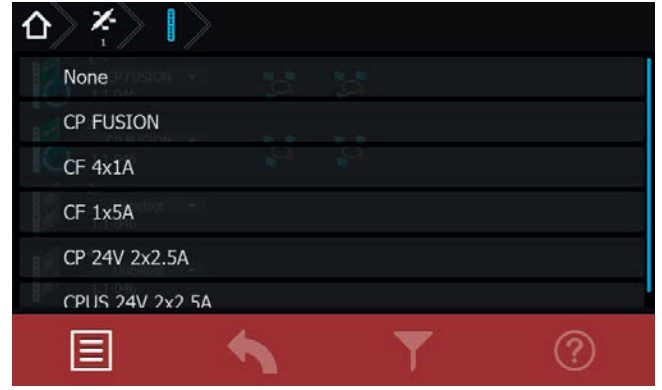 1
None
CP FUSION
CF 4x1A
CF 1x5A
CP 24V 2x2.5A
CPUS 24V 2x2.5A